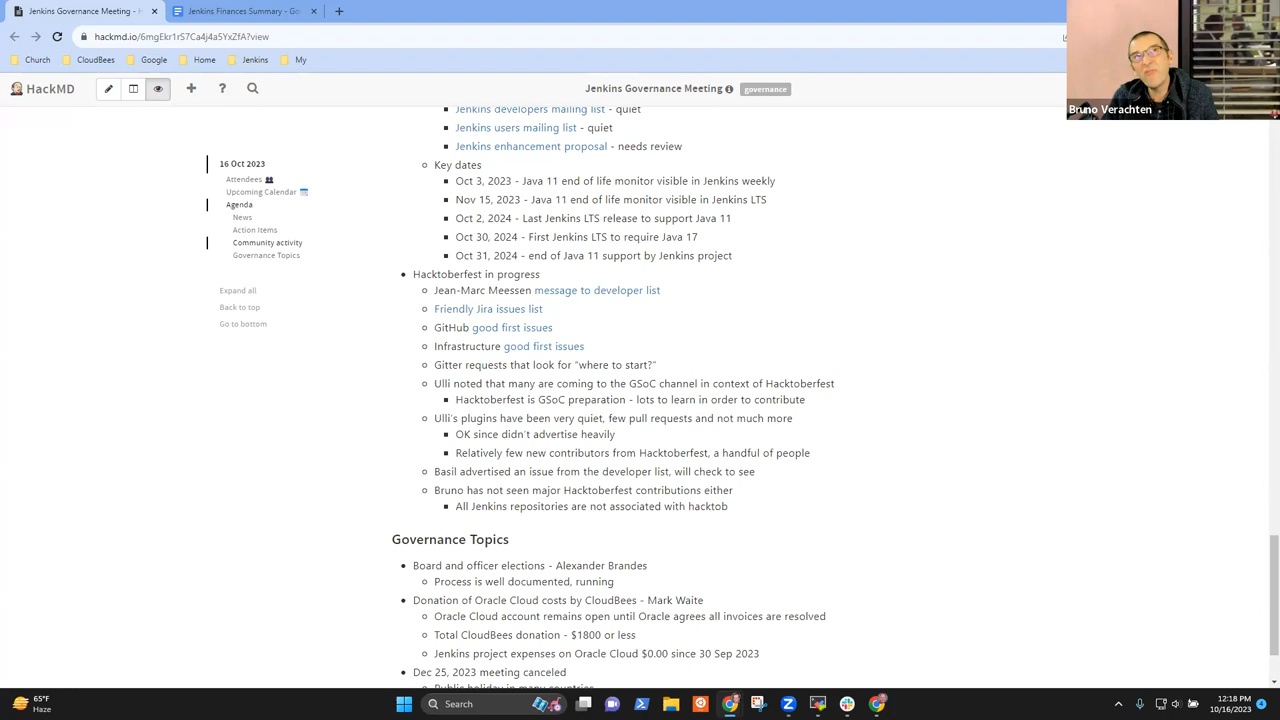 Jenkins Governance Meeting -
Jenkins Finances Summary - Go
hackmd.io/6mgEkr1rS7Ca4j4a5YxZfA?view
Church
CloudBees
Google
Home
Jenkins
My
HackMD
Jenkins Governance Meeting
governance
Jenkins developers mailing list - quiet
Jenkins users mailing list - quiet
Jenkins enhancement proposal - needs review
Key dates
Oct 3, 2023 - Java 11 end of life monitor visible in Jenkins weekly
Nov 15, 2023 - Java 11 end of life monitor visible in Jenkins LTS
Oct 2, 2024 - Last Jenkins LTS release to support Java 11
Oct 30, 2024 - First Jenkins LTS to require Java 17
Oct 31, 2024 - end of Java 11 support by Jenkins project
Hacktoberfest in progress
Jean-Marc Meessen message to developer list
Friendly Jira issues list
GitHub good first issues
Infrastructure good first issues
Gitter requests that look for "where to start?"
Ulli noted that many are coming to the GSoC channel in context of Hacktoberfest
Hacktoberfest is GSoC preparation - lots to learn in order to contribute
Ulli's plugins have been very quiet, few pull requests and not much more
OK since didn't advertise heavily
Relatively few new contributors from Hacktoberfest, a handful of people
Basil advertised an issue from the developer list, will check to see
Bruno has not seen major Hacktoberfest contributions either
All Jenkins repositories are not associated with hacktob
Governance Topics
Board and officer elections - Alexander Brandes
Process is well documented, running
Donation of Oracle Cloud costs by CloudBees - Mark Waite
Oracle Cloud account remains open until Oracle agrees all invoices are resolved
Total CloudBees donation - $1800 or less
Jenkins project expenses on Oracle Cloud $0.00 since 30 Sep 2023
Dec 25, 2023 meeting canceled
Public holiday in many countries
16 Oct 2023
Attendees
Upcoming Calendar
Agenda
News
Action Items
Community activity
Governance Topics
Expand all
Back to top
Go to bottom
Bruno Verachten
65°F
Haze
Search
12:18 PM
10/16/2023
4